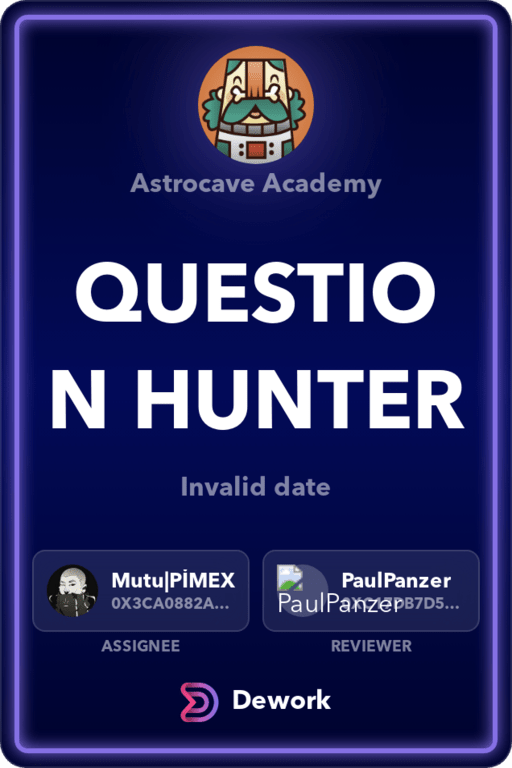 Astrocave Academy
QUESTIO
N HUNTER
Invalid date
Mutu|PİMEX
0X3CA0882A...
PaulPanzer
PaulPanzer
ASSIGNEE
REVIEWER
Dework